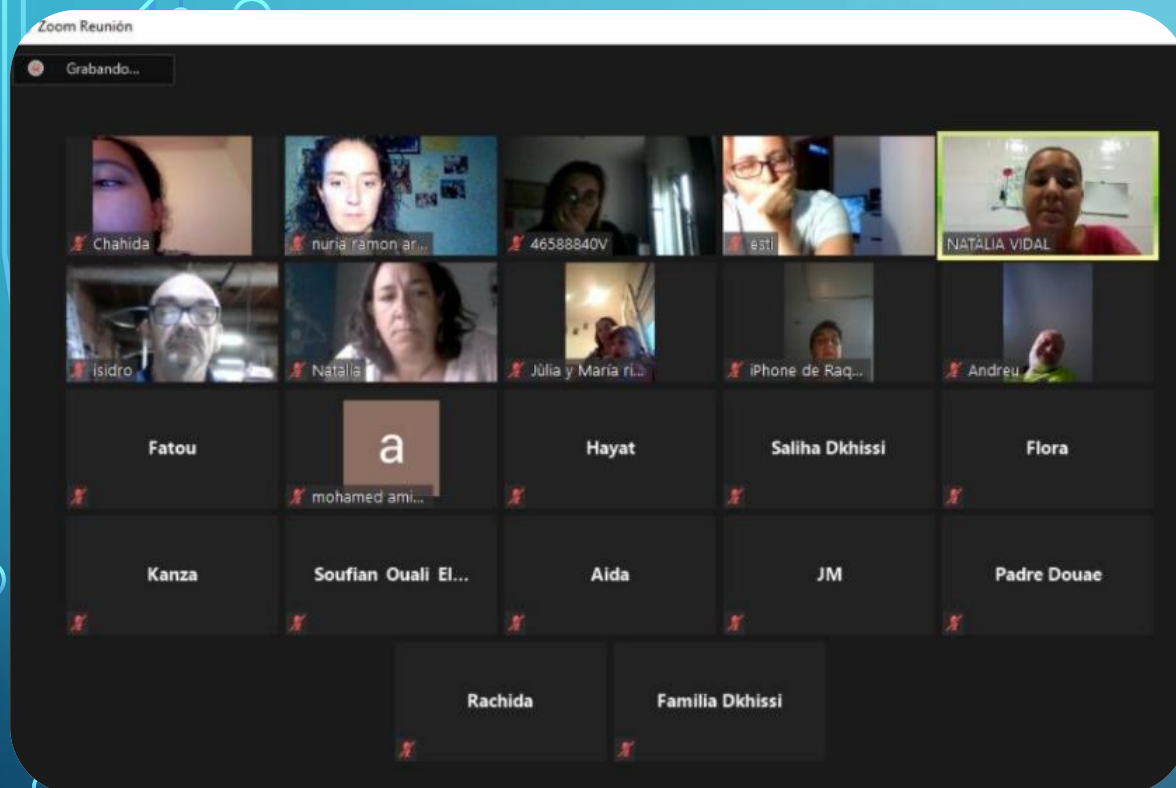 Zoom Reunión
Grabando...
Chahida
nuria ramon ar...
46588840V
esti
NATÀLIA VIDAL
isidro
Natalia
Júlia y María ri...
iPhone de Raq...
Andreu
Fatou
a
mohamed ami...
Hayat
Saliha Dkhissi
Flora
Kanza
Soufian Ouali El...
Aida
JM
Padre Douae
Rachida
Familia Dkhissi